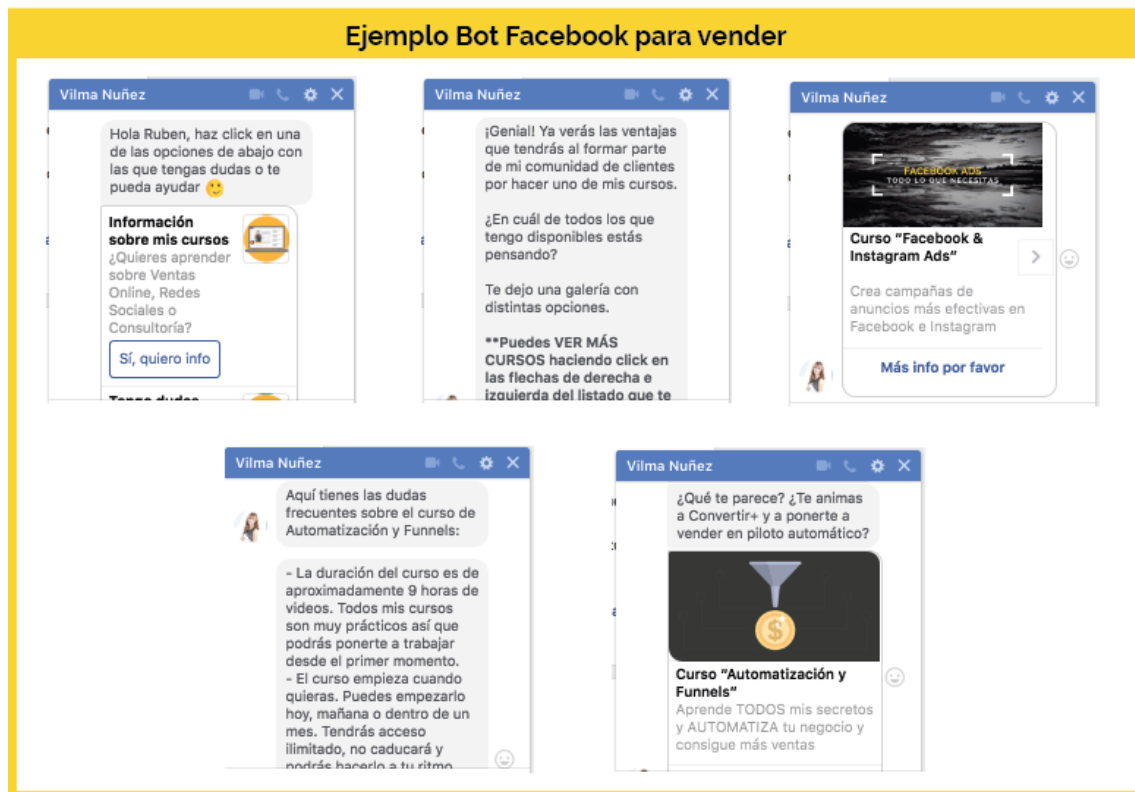 Ejemplo Bot Facebook para vender
Vilma Nuñez
Hola Ruben, haz click en una
de las opciones de abajo con
las que tengas dudas o te
pueda ayudar 🙂
Información
sobre mis cursos
¿Quieres aprender
sobre Ventas
Online, Redes
Sociales o
Consultoría?
Sí, quiero info
Tengo dudas
Vilma Nuñez
¡Genial! Ya verás las ventajas
que tendrás al formar parte
de mi comunidad de clientes
por hacer uno de mis cursos.
¿En cuál de todos los que
tengo disponibles estás
pensando?
Te dejo una galería con
distintas opciones.
**Puedes VER MÁS
CURSOS haciendo click en
las flechas de derecha e
izquierda del listado que te
Vilma Nuñez
FACEBOOK ADS
TODO LO QUE NECESITAS
Curso "Facebook &
Instagram Ads"
Crea campañas de
anuncios más efectivas en
Facebook e Instagram
Más info por favor
Vilma Nuñez
Aquí tienes las dudas
frecuentes sobre el curso de
Automatización y Funnels:
- La duración del curso es de
aproximadamente 9 horas de
videos. Todos mis cursos
son muy prácticos así que
podrás ponerte a trabajar
desde el primer momento.
- El curso empieza cuando
quieras. Puedes empezarlo
hoy, mañana o dentro de un
mes. Tendrás acceso
ilimitado, no caducará y
podrás hacerlo a tu ritmo
Vilma Nuñez
¿Qué te parece? ¿Te animas
a Convertir+ y a ponerte a
vender en piloto automático?
$
Curso "Automatización y
Funnels"
Aprende TODOS mis secretos
y AUTOMATIZA tu negocio y
consigue más ventas